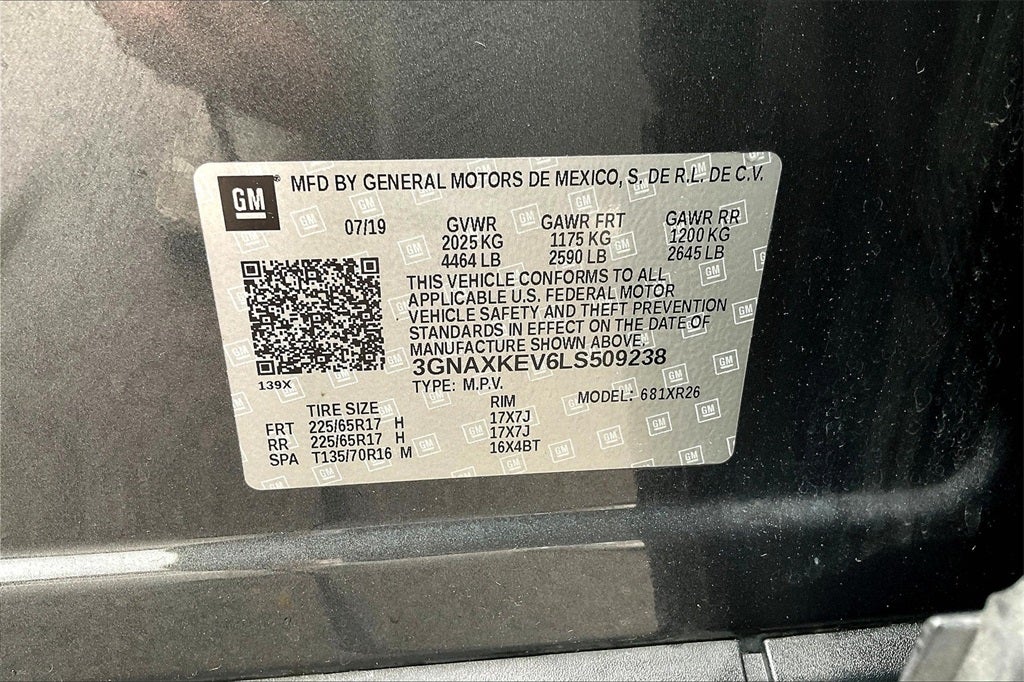 GM® MFD BY GENERAL MOTORS DE MEXICO, S. DE R.L. DE C.V.
07/19 GVWR GAWR FRT GAWR RR
2025 KG 1175 KG 1200 KG
4464 LB 2590 LB 2645 LB
THIS VEHICLE CONFORMS TO ALL
APPLICABLE U.S. FEDERAL MOTOR
VEHICLE SAFETY AND THEFT PREVENTION
STANDARDS IN EFFECT ON THE DATE OF
MANUFACTURE SHOWN ABOVE.
3GNAXKEV6LS509238
139X TYPE: M.P.V. MODEL: 681XR26
TIRE SIZE RIM
FRT 225/65R17 H 17X7J
RR 225/65R17 H 17X7J
SPA T135/70R16 M 16X4BT